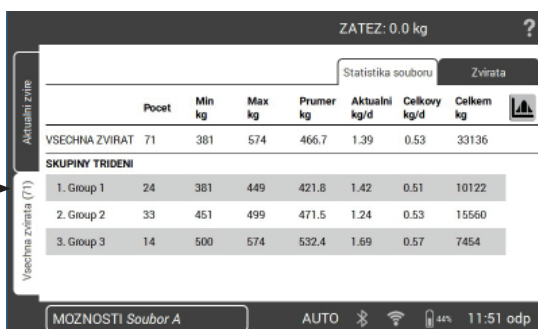 ZATEZ: 0.0 kg ?
Statistika souboru Zvirata
Aktualni zvire
Vsechna zvirata (71)
Pocet Min kg Max kg Prumer kg Aktualni kg/d Celkovy kg/d Celkem kg
VSECHNA ZVIRAT 71 381 574 466.7 1.39 0.53 33136
SKUPINY TRIDENI
1. Group 1 24 381 449 421.8 1.42 0.51 10122
2. Group 2 33 451 499 471.5 1.24 0.53 15560
3. Group 3 14 500 574 532.4 1.69 0.57 7454
MOZNOSTI Soubor A AUTO 44% 11:51 odp